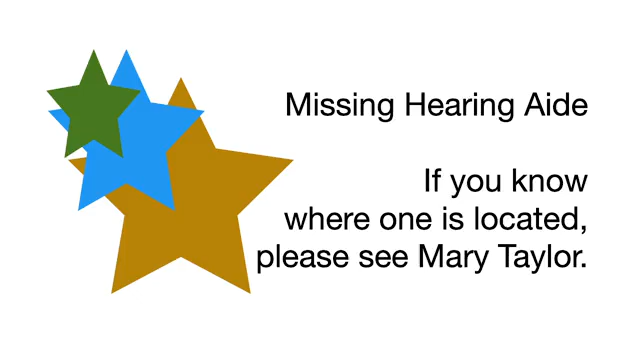 Missing Hearing Aide
If you know
where one is located,
please see Mary Taylor.